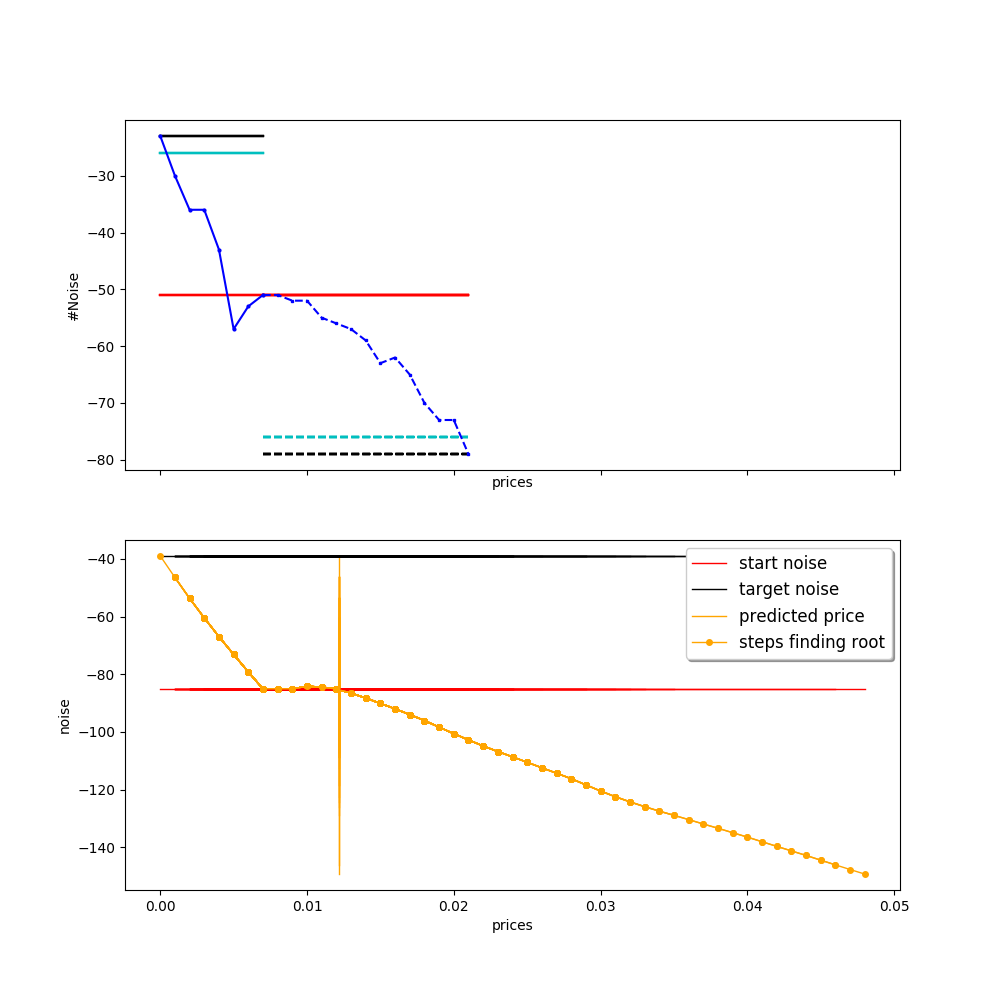 −30
−40
−50
−60
−70
−80
#Noise
prices
−40
−60
−80
−100
−120
−140
noise
start noise
target noise
predicted price
steps finding root
0.00 0.01 0.02 0.03 0.04 0.05
prices